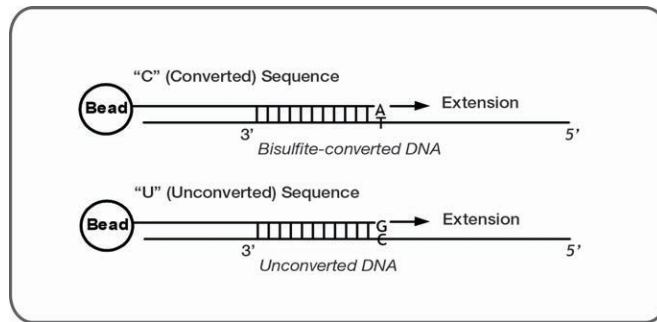 “C” (Converted) Sequence
Bead
A
Extension
T
3’
5’
Bisulfite-converted DNA
“U” (Unconverted) Sequence
Bead
G
Extension
C
3’
5’
Unconverted DNA